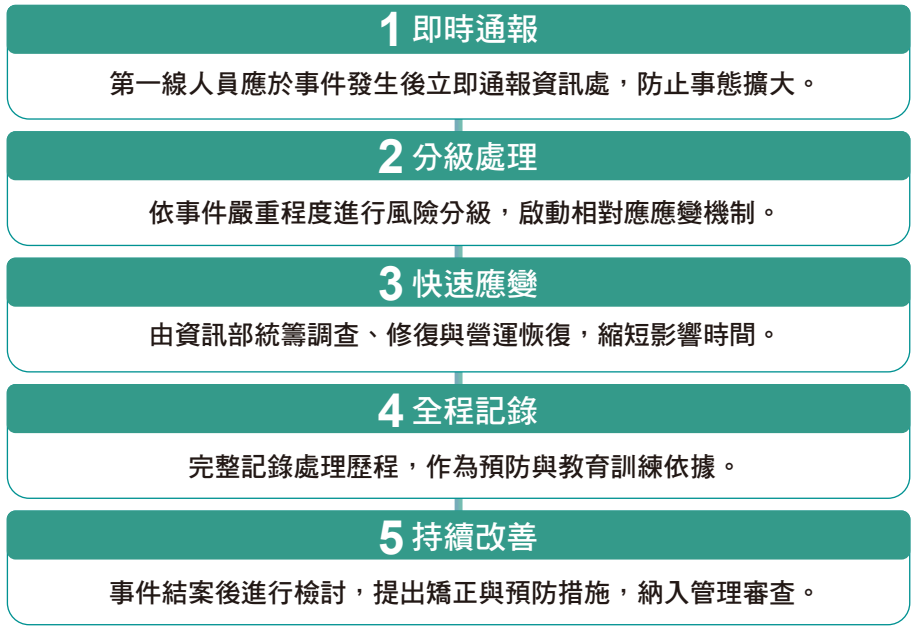 1 即時通報
第一線人員應於事件發生後立即通報資訊處，防止事態擴大。
2 分級處理
依事件嚴重程度進行風險分級，啟動相對應應變機制。
3 快速應變
由資訊部統籌調查、修復與營運恢復，縮短影響時間。
4 全程記錄
完整記錄處理歷程，作為預防與教育訓練依據。
5 持續改善
事件結案後進行檢討，提出矯正與預防措施，納入管理審查。